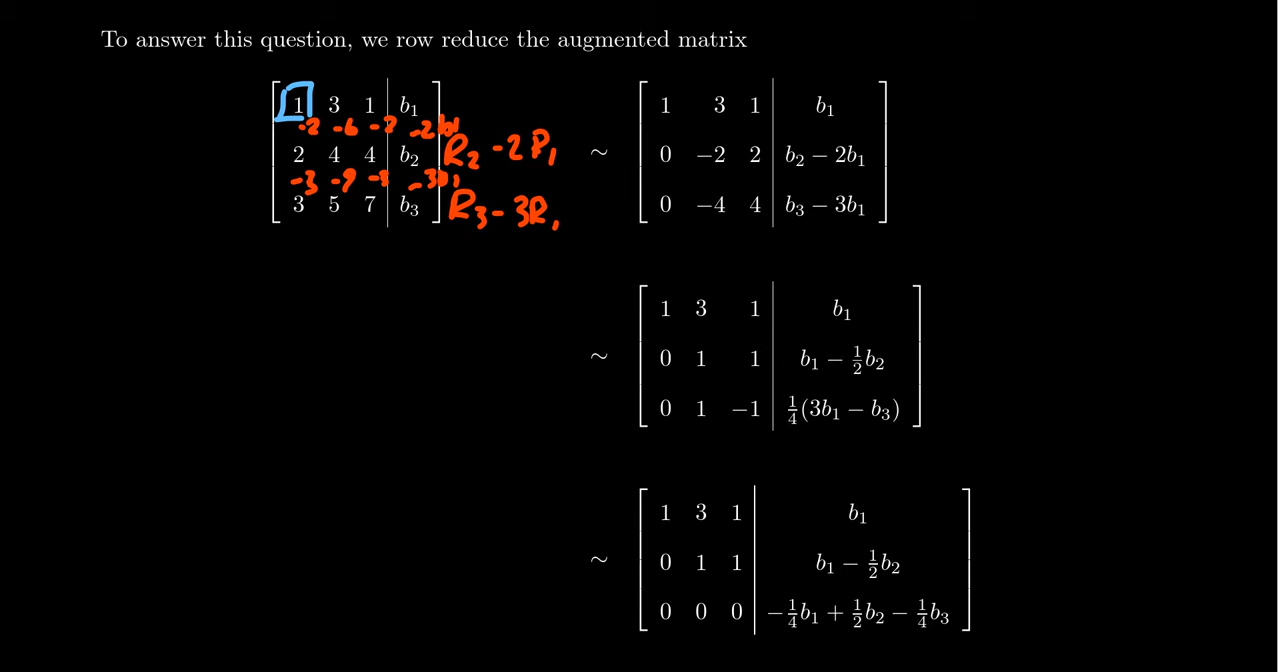 To answer this question, we row reduce the augmented matrix
1 3 1 b₁ 1 3 1 b₁
-2 -6 -2 -2b₁
2 4 4 b₂ R₂ - 2R₁ ~ 0 −2 2 b₂ − 2b₁
-3 -9 -3 -3b₁
3 5 7 b₃ R₃ - 3R₁ 0 −4 4 b₃ − 3b₁
1 3 1 b₁
~ 0 1 1 b₁ − ½b₂
0 1 −1 ¼(3b₁ − b₃)
1 3 1 b₁
~ 0 1 1 b₁ − ½b₂
0 0 0 −¼b₁ + ½b₂ − ¼b₃